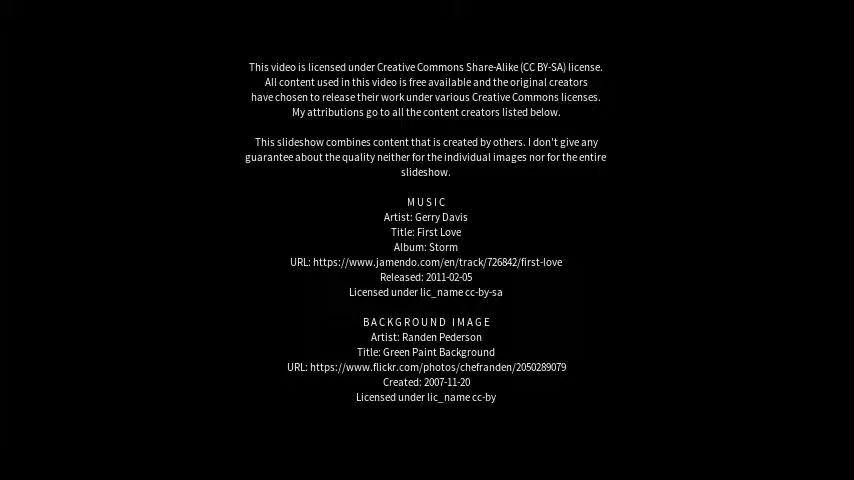 This video is licensed under Creative Commons Share-Alike (CC BY-SA) license.
All content used in this video is free available and the original creators
have chosen to release their work under various Creative Commons licenses.
My attributions go to all the content creators listed below.
This slideshow combines content that is created by others. I don't give any
guarantee about the quality neither for the individual images nor for the entire
slideshow.
M U S I C
Artist: Gerry Davis
Title: First Love
Album: Storm
URL: https://www.jamendo.com/en/track/726842/first-love
Released: 2011-02-05
Licensed under lic_name cc-by-sa
B A C K G R O U N D   I M A G E
Artist: Randen Pederson
Title: Green Paint Background
URL: https://www.flickr.com/photos/chefranden/2050289079
Created: 2007-11-20
Licensed under lic_name cc-by